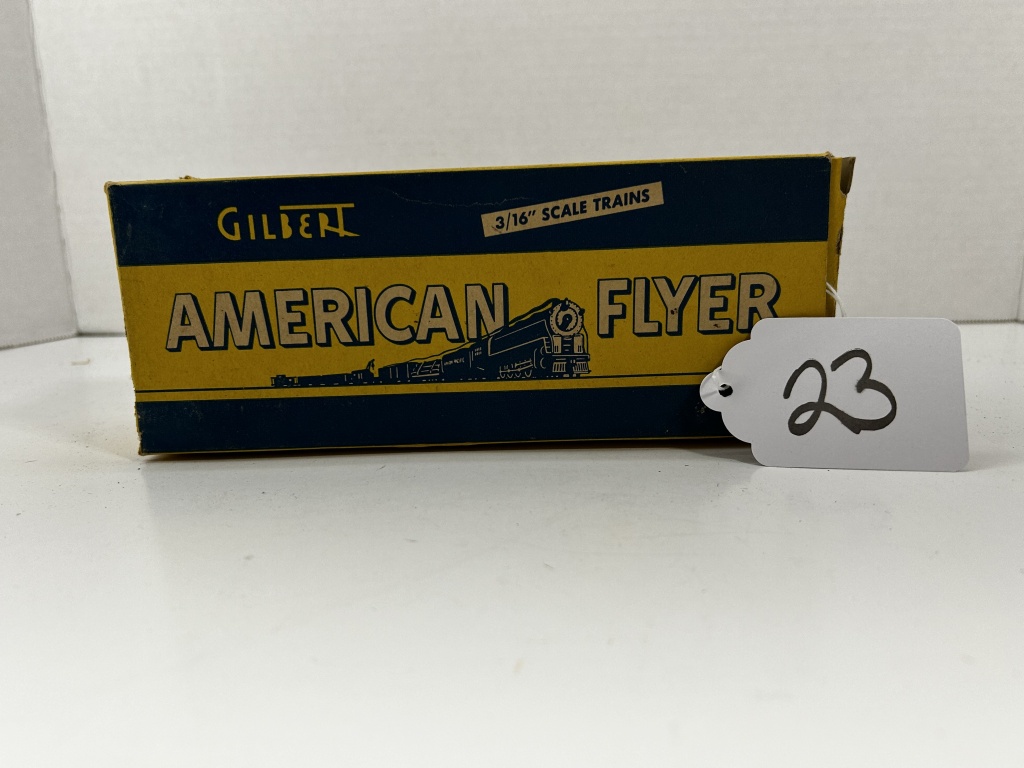 GILBERT
3/16" SCALE TRAINS
AMERICAN FLYER
23